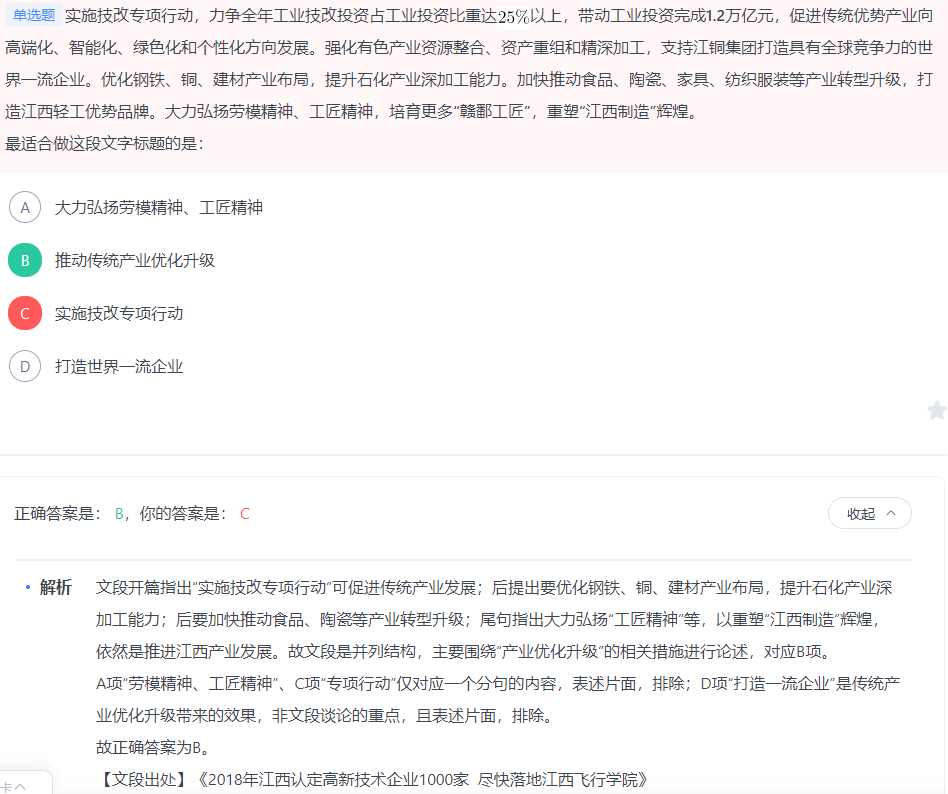 单选题 实施技改专项行动，力争全年工业技改投资占工业投资比重达25%以上，带动工业投资完成1.2万亿元，促进传统优势产业向
高端化、智能化、绿色化和个性化方向发展。强化有色产业资源整合、资产重组和精深加工，支持江铜集团打造具有全球竞争力的世
界一流企业。优化钢铁、铜、建材产业布局，提升石化产业深加工能力。加快推动食品、陶瓷、家具、纺织服装等产业转型升级，打
造江西轻工优势品牌。大力弘扬劳模精神、工匠精神，培育更多“赣鄱工匠”，重塑“江西制造”辉煌。
最适合做这段文字标题的是：
A 大力弘扬劳模精神、工匠精神
B 推动传统产业优化升级
C 实施技改专项行动
D 打造世界一流企业
正确答案是： B，你的答案是： C
收起
解析 文段开篇指出“实施技改专项行动”可促进传统产业发展；后提出要优化钢铁、铜、建材产业布局，提升石化产业深
加工能力；后要加快推动食品、陶瓷等产业转型升级；尾句指出大力弘扬“工匠精神”等，以重塑“江西制造”辉煌，
依然是推进江西产业发展。故文段是并列结构，主要围绕“产业优化升级”的相关措施进行论述，对应B项。
A项“劳模精神、工匠精神”、C项“专项行动”仅对应一个分句的内容，表述片面，排除；D项“打造一流企业”是传统产
业优化升级带来的效果，非文段谈论的重点，且表述片面，排除。
故正确答案为B。
【文段出处】《2018年江西认定高新技术企业1000家 尽快落地江西飞行学院》
卡